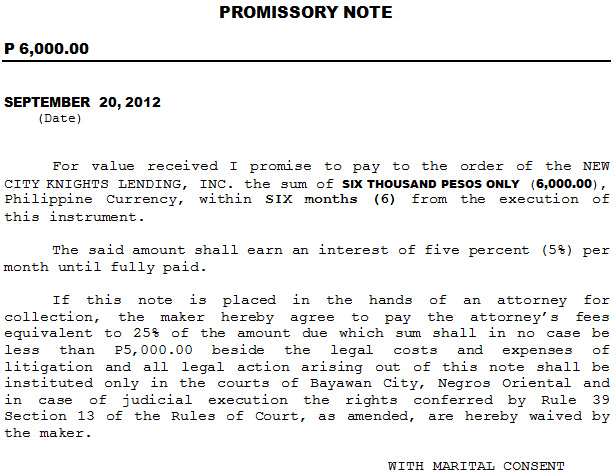 PROMISSORY NOTE
P 6,000.00
SEPTEMBER 20, 2012
(Date)
For value received I promise to pay to the order of the NEW
CITY KNIGHTS LENDING, INC. the sum of SIX THOUSAND PESOS ONLY (6,000.00),
Philippine Currency, within SIX months (6) from the execution of
this instrument.
The said amount shall earn an interest of five percent (5%) per
month until fully paid.
If this note is placed in the hands of an attorney for
collection, the maker hereby agree to pay the attorney's fees
equivalent to 25% of the amount due which sum shall in no case be
less than P5,000.00 beside the legal costs and expenses of
litigation and all legal action arising out of this note shall be
instituted only in the courts of Bayawan City, Negros Oriental and
in case of judicial execution the rights conferred by Rule 39
Section 13 of the Rules of Court, as amended, are hereby waived by
the maker.
WITH MARITAL CONSENT